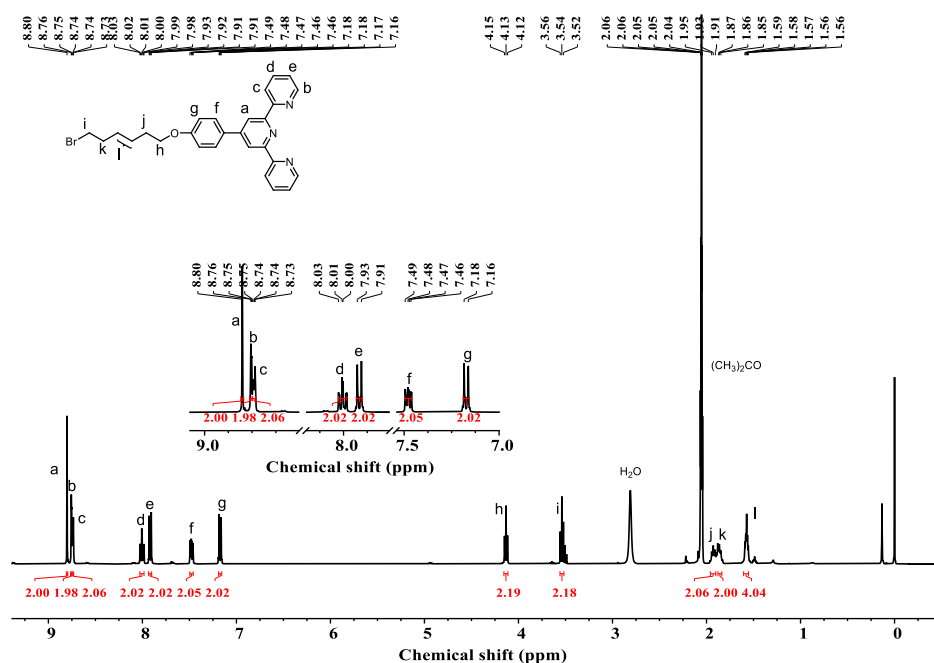 8.80 8.76 8.75 8.74 8.74 8.73 8.03 8.02 8.01 8.00 7.99 7.98 7.93 7.92 7.91 7.91 7.49 7.48 7.47 7.46 7.46 7.18 7.18 7.17 7.16 4.15 4.13 4.12 3.56 3.54 3.52 2.06 2.06 2.05 2.05 2.04 1.95 1.93 1.91 1.87 1.86 1.85 1.59 1.58 1.57 1.56 1.56
d e
c b
f
g a
N
i j
N
Br O
k l h
N
8.80 8.76 8.75 8.75 8.74 8.74 8.73 8.03 8.01 8.00 7.93 7.91 7.49 7.48 7.47 7.46 7.18 7.16
a
b
c d e f g
2.00 1.98 2.06 2.02 2.02 2.05 2.02
9.0 8.0 7.5 7.0
Chemical shift (ppm)
(CH₃)₂CO
H₂O
a b c d e f g h i j k l
2.00 1.98 2.06 2.02 2.02 2.05 2.02 2.19 2.18 2.06 2.00 4.04
9 8 7 6 5 4 3 2 1 0
Chemical shift (ppm)